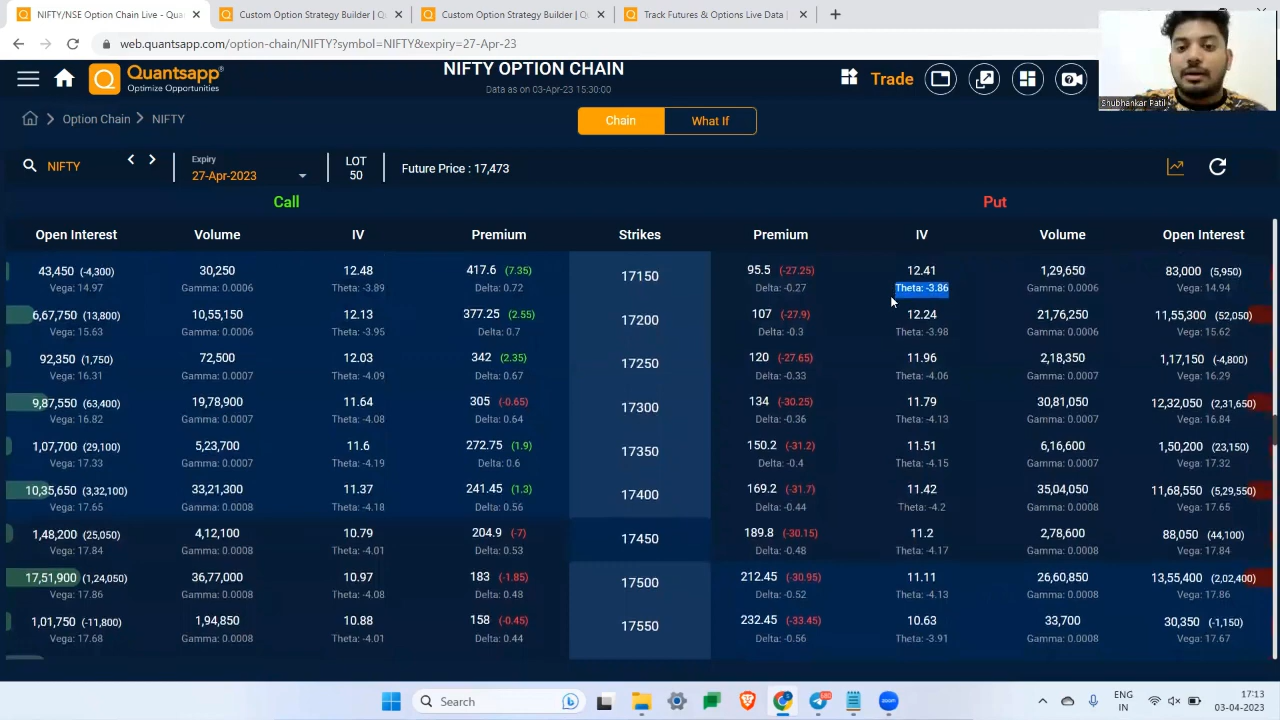 NIFTY/NSE Option Chain Live - Qua
Custom Option Strategy Builder | Q
Custom Option Strategy Builder | Q
Track Futures & Options Live Data |
web.quantsapp.com/option-chain/NIFTY?symbol=NIFTY&expiry=27-Apr-23
Quantsapp
Optimize Opportunities
NIFTY OPTION CHAIN
Data as on 03-Apr-23 15:30:00
Trade
Shubhankar Patil
Option Chain NIFTY
Chain What If
NIFTY
Expiry
27-Apr-2023
LOT
50
Future Price : 17,473
Call Put
Open Interest Volume IV Premium Strikes Premium IV Volume Open Interest
43,450 (-4,300) 30,250 12.48 417.6 (7.35) 17150 95.5 (-27.25) 12.41 1,29,650 83,000 (5,950)
Vega: 14.97 Gamma: 0.0006 Theta: -3.89 Delta: 0.72 Delta: -0.27 Theta: -3.86 Gamma: 0.0006 Vega: 14.94
6,67,750 (13,800) 10,55,150 12.13 377.25 (2.55) 17200 107 (-27.9) 12.24 21,76,250 11,55,300 (52,050)
Vega: 15.63 Gamma: 0.0006 Theta: -3.95 Delta: 0.7 Delta: -0.3 Theta: -3.98 Gamma: 0.0006 Vega: 15.62
92,350 (1,750) 72,500 12.03 342 (2.35) 17250 120 (-27.65) 11.96 2,18,350 1,17,150 (-4,800)
Vega: 16.31 Gamma: 0.0007 Theta: -4.09 Delta: 0.67 Delta: -0.33 Theta: -4.06 Gamma: 0.0007 Vega: 16.29
9,87,550 (63,400) 19,78,900 11.64 305 (-0.65) 17300 134 (-30.25) 11.79 30,81,050 12,32,050 (2,31,650)
Vega: 16.82 Gamma: 0.0007 Theta: -4.08 Delta: 0.64 Delta: -0.36 Theta: -4.13 Gamma: 0.0007 Vega: 16.84
1,07,700 (29,100) 5,23,700 11.6 272.75 (1.9) 17350 150.2 (-31.2) 11.51 6,16,600 1,50,200 (23,150)
Vega: 17.33 Gamma: 0.0007 Theta: -4.19 Delta: 0.6 Delta: -0.4 Theta: -4.15 Gamma: 0.0007 Vega: 17.32
10,35,650 (3,32,100) 33,21,300 11.37 241.45 (1.3) 17400 169.2 (-31.7) 11.42 35,04,050 11,68,550 (5,29,550)
Vega: 17.65 Gamma: 0.0008 Theta: -4.18 Delta: 0.56 Delta: -0.44 Theta: -4.2 Gamma: 0.0008 Vega: 17.65
1,48,200 (25,050) 4,12,100 10.79 204.9 (-7) 17450 189.8 (-30.15) 11.2 2,78,600 88,050 (44,100)
Vega: 17.84 Gamma: 0.0008 Theta: -4.01 Delta: 0.53 Delta: -0.48 Theta: -4.17 Gamma: 0.0008 Vega: 17.84
17,51,900 (1,24,050) 36,77,000 10.97 183 (-1.85) 17500 212.45 (-30.95) 11.11 26,60,850 13,55,400 (2,02,400)
Vega: 17.86 Gamma: 0.0008 Theta: -4.08 Delta: 0.48 Delta: -0.52 Theta: -4.13 Gamma: 0.0008 Vega: 17.86
1,01,750 (-11,800) 1,94,850 10.88 158 (-0.45) 17550 232.45 (-33.45) 10.63 33,700 30,350 (-1,150)
Vega: 17.68 Gamma: 0.0008 Theta: -4.01 Delta: 0.44 Delta: -0.56 Theta: -3.91 Gamma: 0.0008 Vega: 17.67
Search
zoom
ENG
IN
17:13
03-04-2023